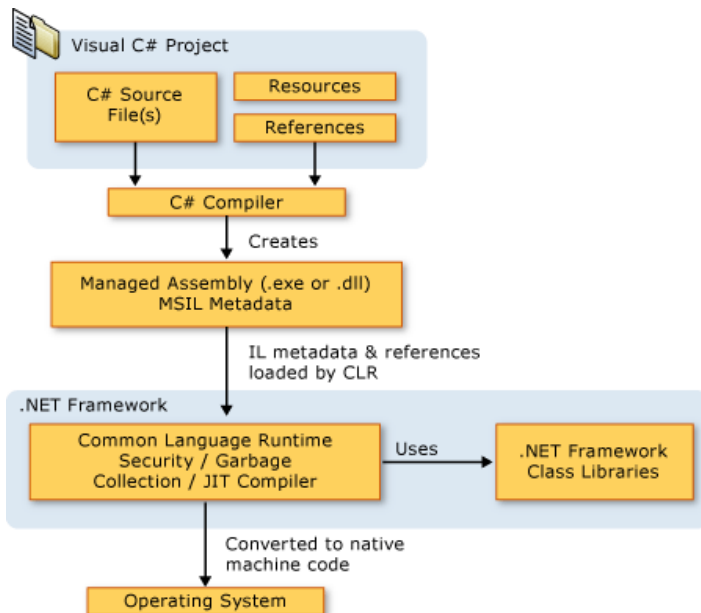 Visual C# Project
C# Source
File(s)
Resources
References
C# Compiler
Creates
Managed Assembly (.exe or .dll)
MSIL Metadata
IL metadata & references
loaded by CLR
.NET Framework
Common Language Runtime
Security / Garbage
Collection / JIT Compiler
Uses
.NET Framework
Class Libraries
Converted to native
machine code
Operating System